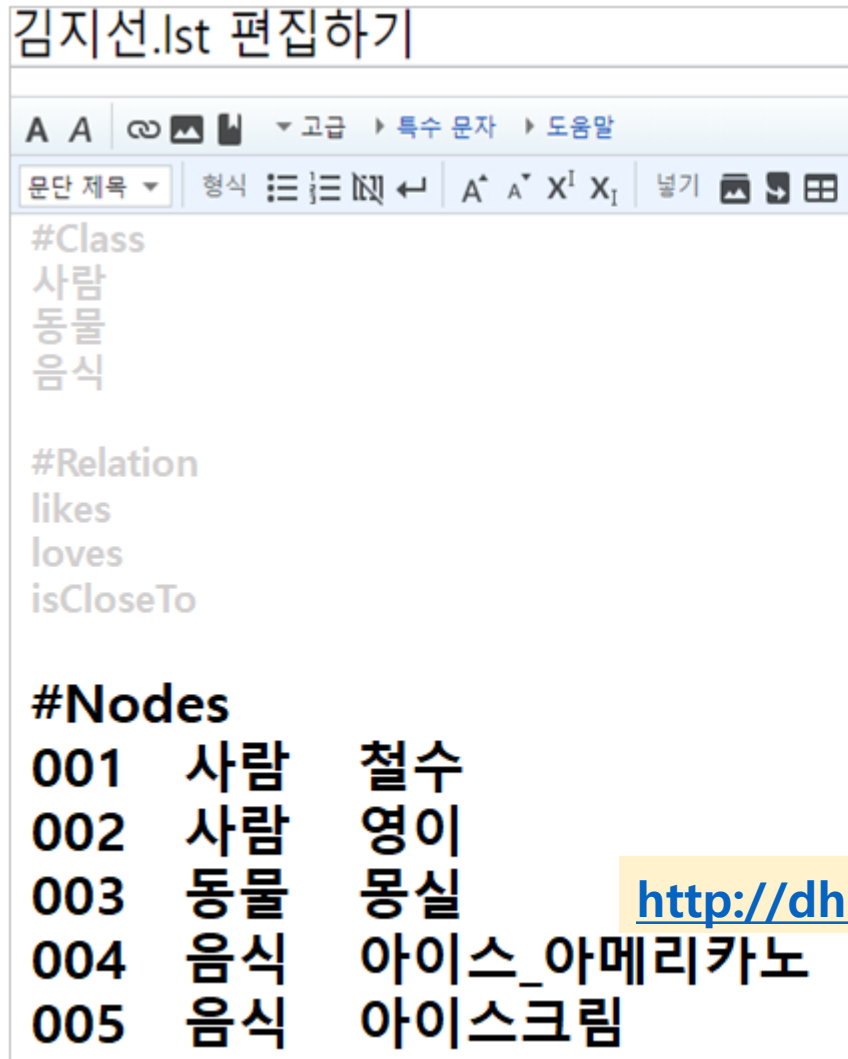 김지선.lst 편집하기
A A 고급 특수 문자 도움말
문단 제목 형식 A A X X 넣기
#Class
사람
동물
음식
#Relation
likes
loves
isCloseTo
#Nodes
001 사람 철수
002 사람 영이
003 동물 몽실
http://dh
004 음식 아이스_아메리카노
005 음식 아이스크림